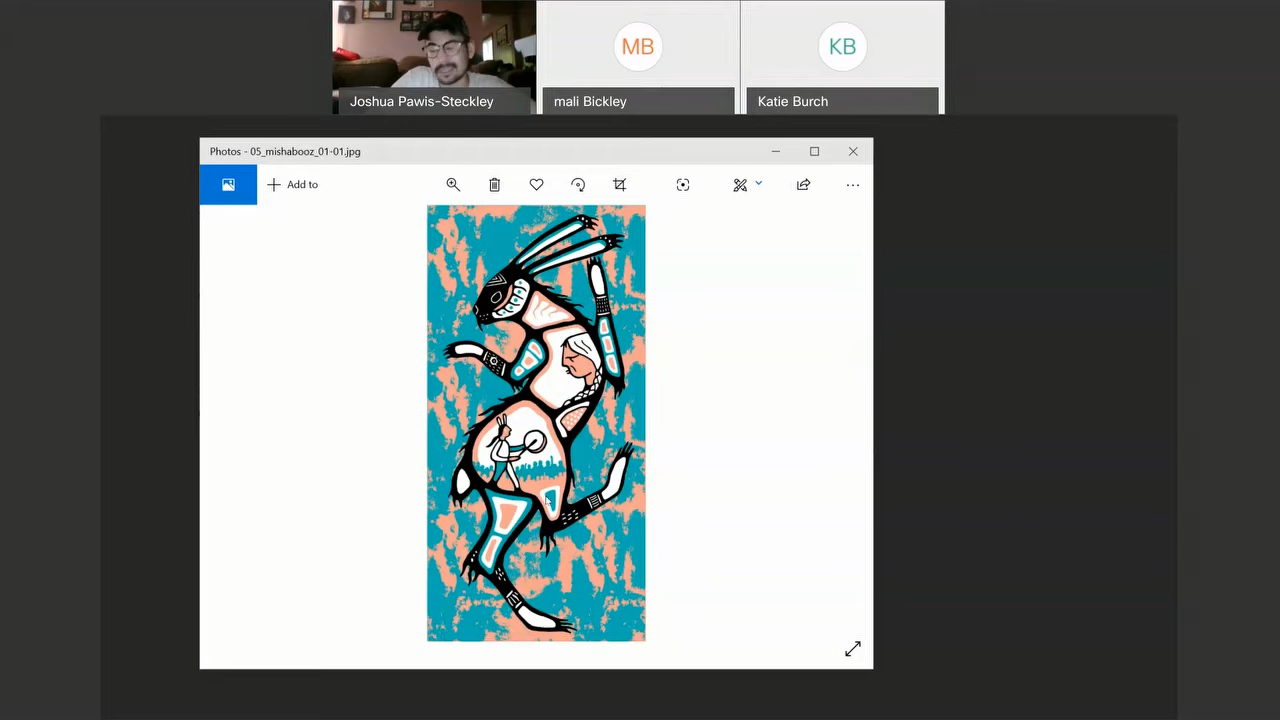 MB
KB
Joshua Pawis-Steckley
mali Bickley
Katie Burch
Photos - 05_mishabooz_01-01.jpg
Add to